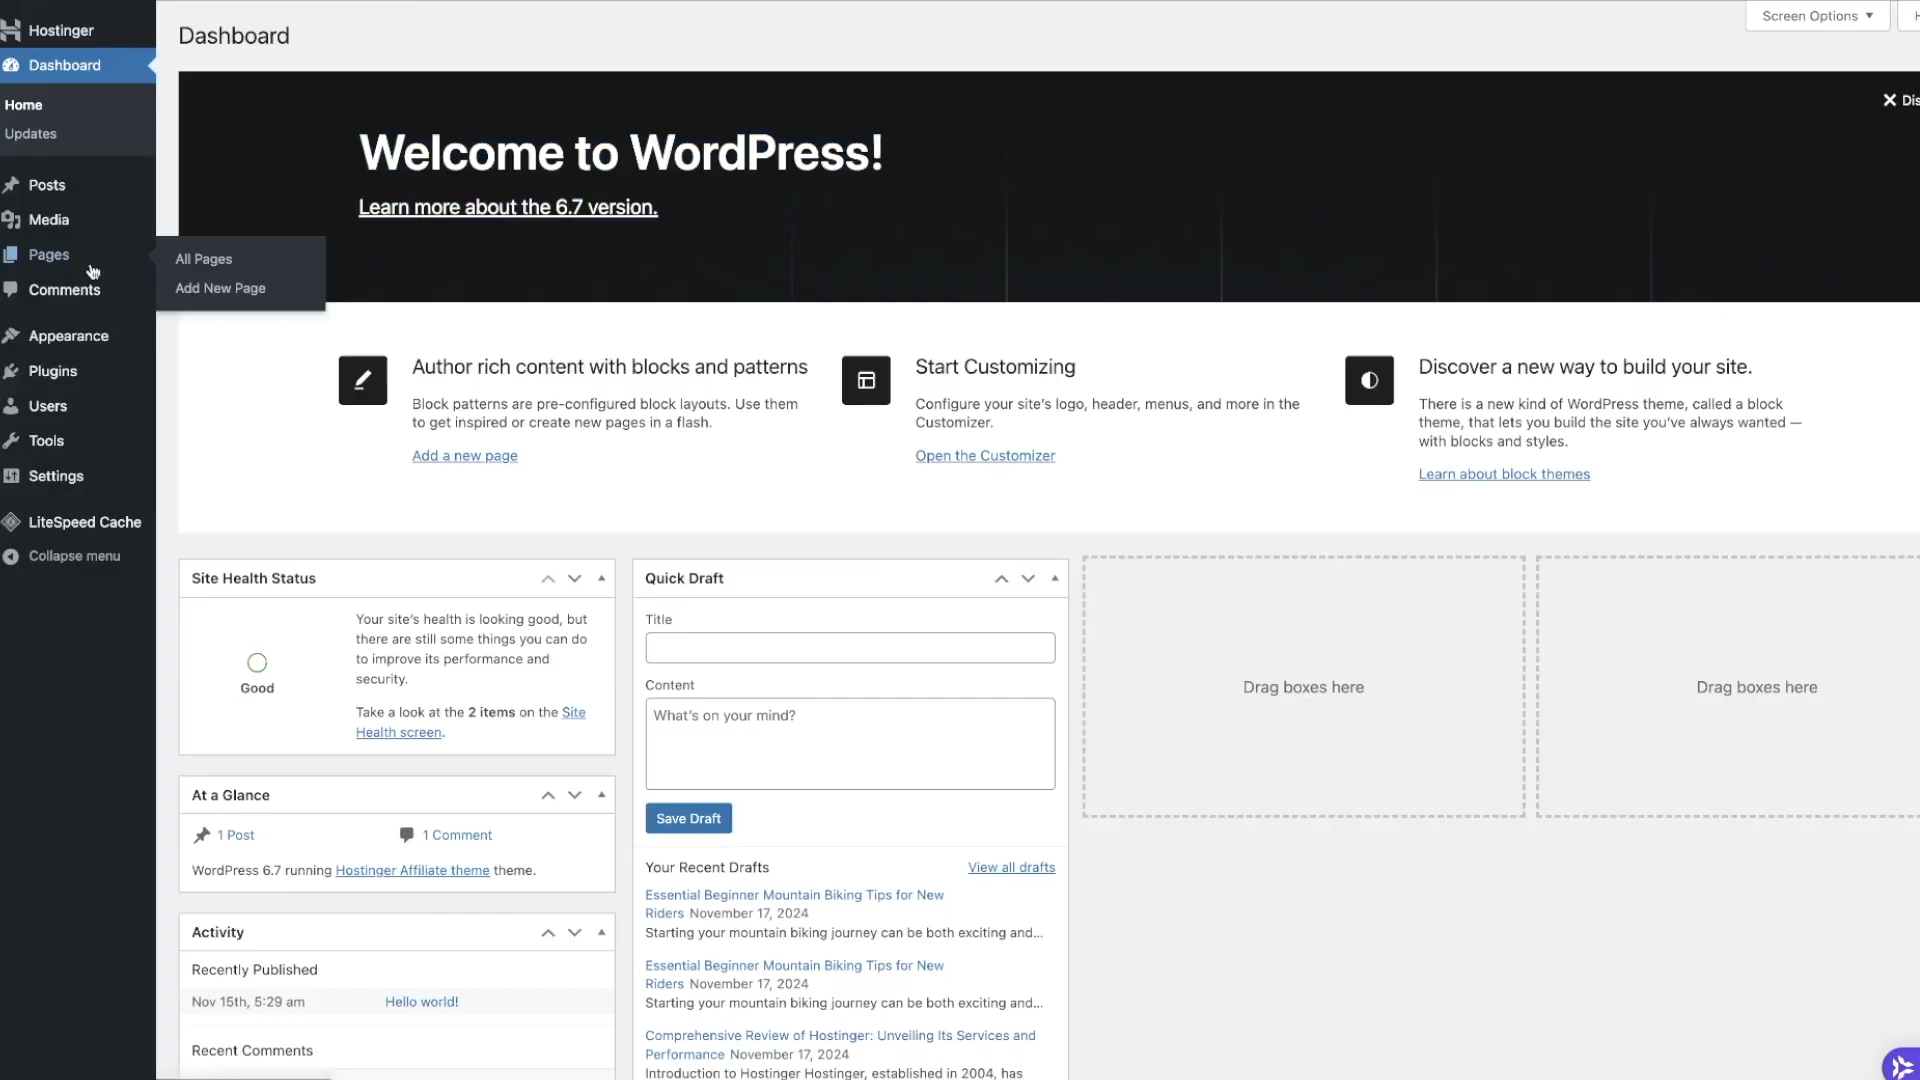 Hostinger
Dashboard
Home
Updates
Posts
Media
Pages
All Pages
Add New Page
Comments
Appearance
Plugins
Users
Tools
Settings
LiteSpeed Cache
Collapse menu
Dashboard
Screen Options
H
Dis
Welcome to WordPress!
Learn more about the 6.7 version.
Author rich content with blocks and patterns
Block patterns are pre-configured block layouts. Use them
to get inspired or create new pages in a flash.
Add a new page
Start Customizing
Configure your site's logo, header, menus, and more in the
Customizer.
Open the Customizer
Discover a new way to build your site.
There is a new kind of WordPress theme, called a block
theme, that lets you build the site you've always wanted —
with blocks and styles.
Learn about block themes
Site Health Status
Good
Your site's health is looking good, but
there are still some things you can do
to improve its performance and
security.
Take a look at the 2 items on the Site
Health screen.
At a Glance
1 Post
1 Comment
WordPress 6.7 running Hostinger Affiliate theme theme.
Activity
Recently Published
Nov 15th, 5:29 am Hello world!
Recent Comments
Quick Draft
Title
Content
What's on your mind?
Save Draft
Your Recent Drafts
View all drafts
Essential Beginner Mountain Biking Tips for New
Riders November 17, 2024
Starting your mountain biking journey can be both exciting and…
Essential Beginner Mountain Biking Tips for New
Riders November 17, 2024
Starting your mountain biking journey can be both exciting and…
Comprehensive Review of Hostinger: Unveiling Its Services and
Performance November 17, 2024
Introduction to Hostinger Hostinger, established in 2004, has
Drag boxes here
Drag boxes here